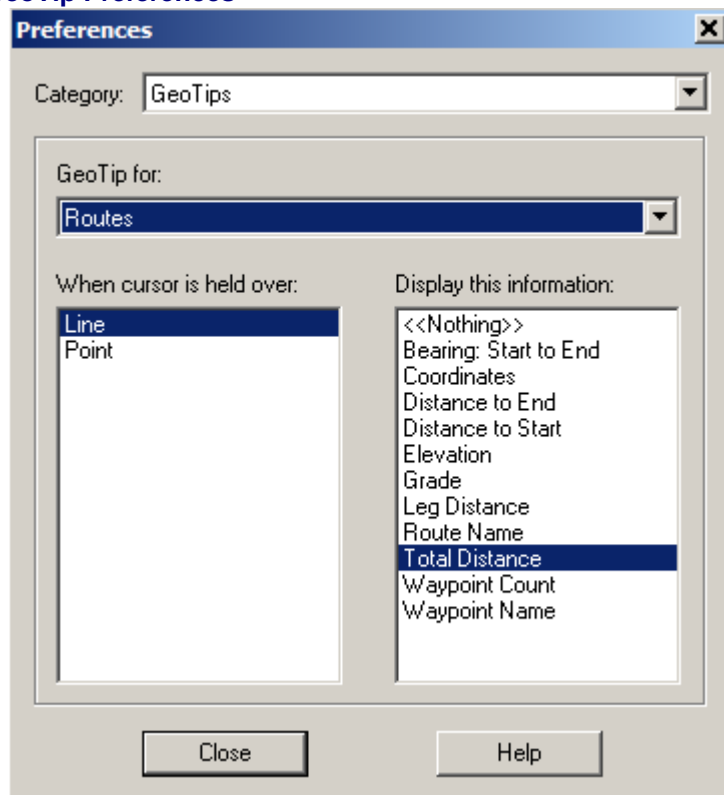 Tip Preferences
Preferences
Category: GeoTips
GeoTip for:
Routes
When cursor is held over:
Line
Point
Display this information:
<<Nothing>>
Bearing: Start to End
Coordinates
Distance to End
Distance to Start
Elevation
Grade
Leg Distance
Route Name
Total Distance
Waypoint Count
Waypoint Name
Close
Help